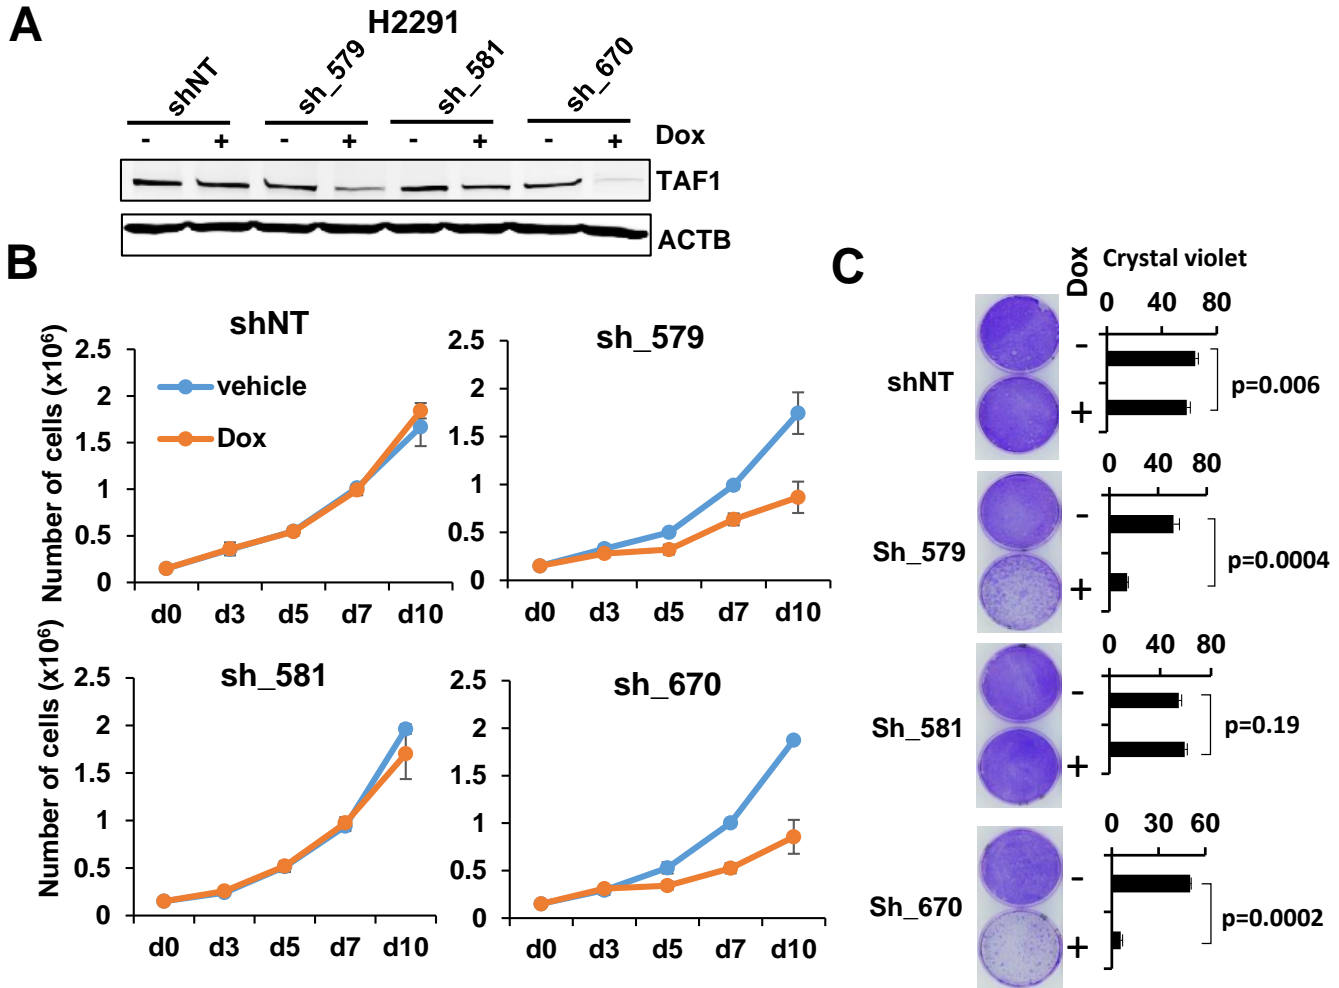 A
H2291
shNT sh_579 sh_581 sh_670
- + - + - + - + Dox
TAF1
ACTB
B
shNT
Number of cells (x10⁶)
2.5
2
1.5
1
0.5
0
vehicle
Dox
d0 d3 d5 d7 d10
sh_579
2.5
2
1.5
1
0.5
0
d0 d3 d5 d7 d10
sh_581
Number of cells (x10⁶)
2.5
2
1.5
1
0.5
0
d0 d3 d5 d7 d10
sh_670
2.5
2
1.5
1
0.5
0
d0 d3 d5 d7 d10
C
Dox
Crystal violet
0 40 80
shNT
-
+
p=0.006
0 40 80
Sh_579
-
+
p=0.0004
0 40 80
Sh_581
-
+
p=0.19
0 30 60
Sh_670
-
+
p=0.0002